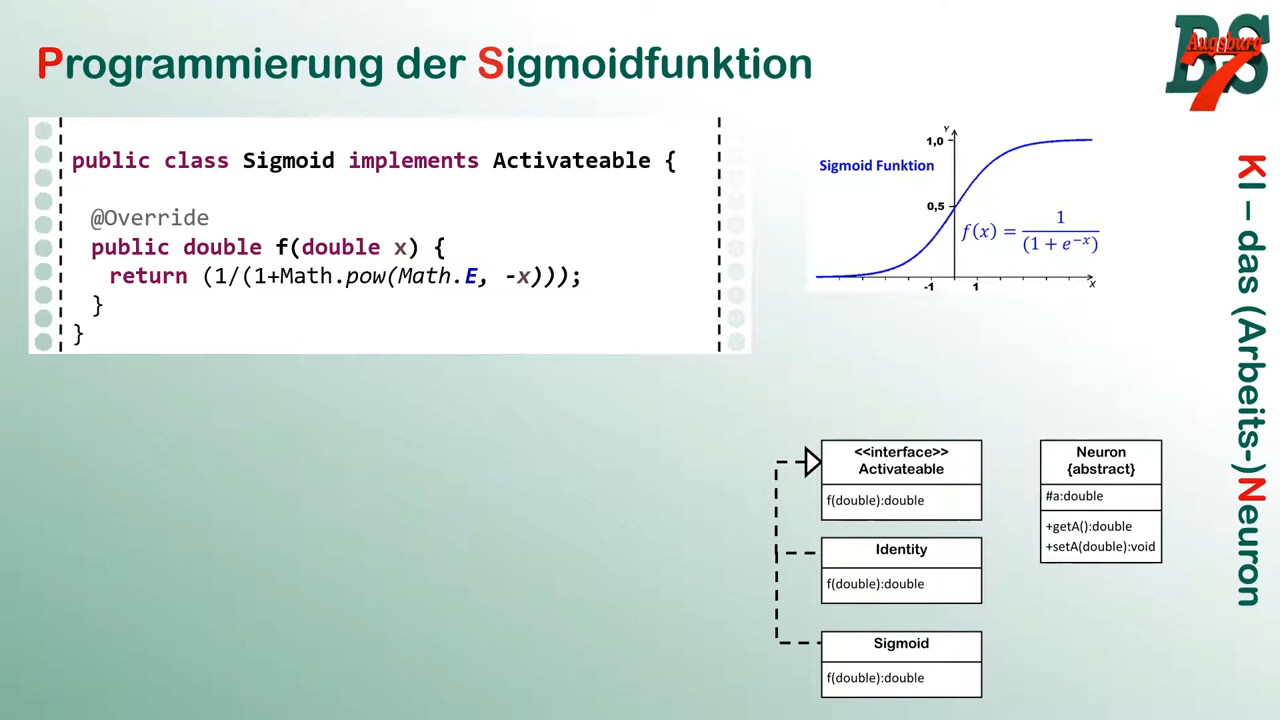 Programmierung der Sigmoidfunktion
BS
Augsburg
7
public class Sigmoid implements Activateable {
@Override
public double f(double x) {
return (1/(1+Math.pow(Math.E, -x)));
}
}
Y
1,0
Sigmoid Funktion
0,5
f(x) = 1/(1 + e^{-x})
-1
1
X
KI – das (Arbeits-)Neuron
<<interface>>
Activateable
f(double):double
Identity
f(double):double
Sigmoid
f(double):double
Neuron
{abstract}
#a:double
+getA():double
+setA(double):void